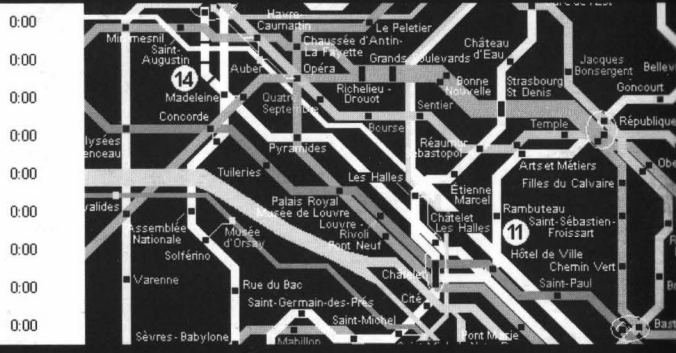 0:00
0:00
0:00
0:00
0:00
0:00
0:00
0:00
0:00
Havre-
Caumartin
Le Peletier
Miromesnil
Saint-
Augustin
Chaussée d'Antin-
La Fayette
Grands Boulevards
Château
d'Eau
Jacques
Bonsergent
Auber
Opéra
14
Madeleine
Quatre
Septembre
Richelieu -
Drouot
Bonne
Nouvelle
Strasbourg
St Denis
Goncourt
Concorde
Sentier
Bourse
Temple
République
Pyramides
Réaumur
Sébastopol
Arts et Métiers
Tuileries
Les Halles
Filles du Calvaire
Étienne
Marcel
Palais Royal
Musée de Louvre
Louvre -
Rivoli
Pont Neuf
Châtelet
Les Halles
Rambuteau
11
Saint-Sébastien-
Froissart
Assemblée
Nationale
Musée
d'Orsay
Solférino
Hôtel de Ville
Chemin Vert
Varenne
Rue du Bac
Châtelet
Saint-Paul
Saint-Germain-des-Prés
Cité
Saint-Michel
Sèvres - Babylone
Mabillon
Pont Marie